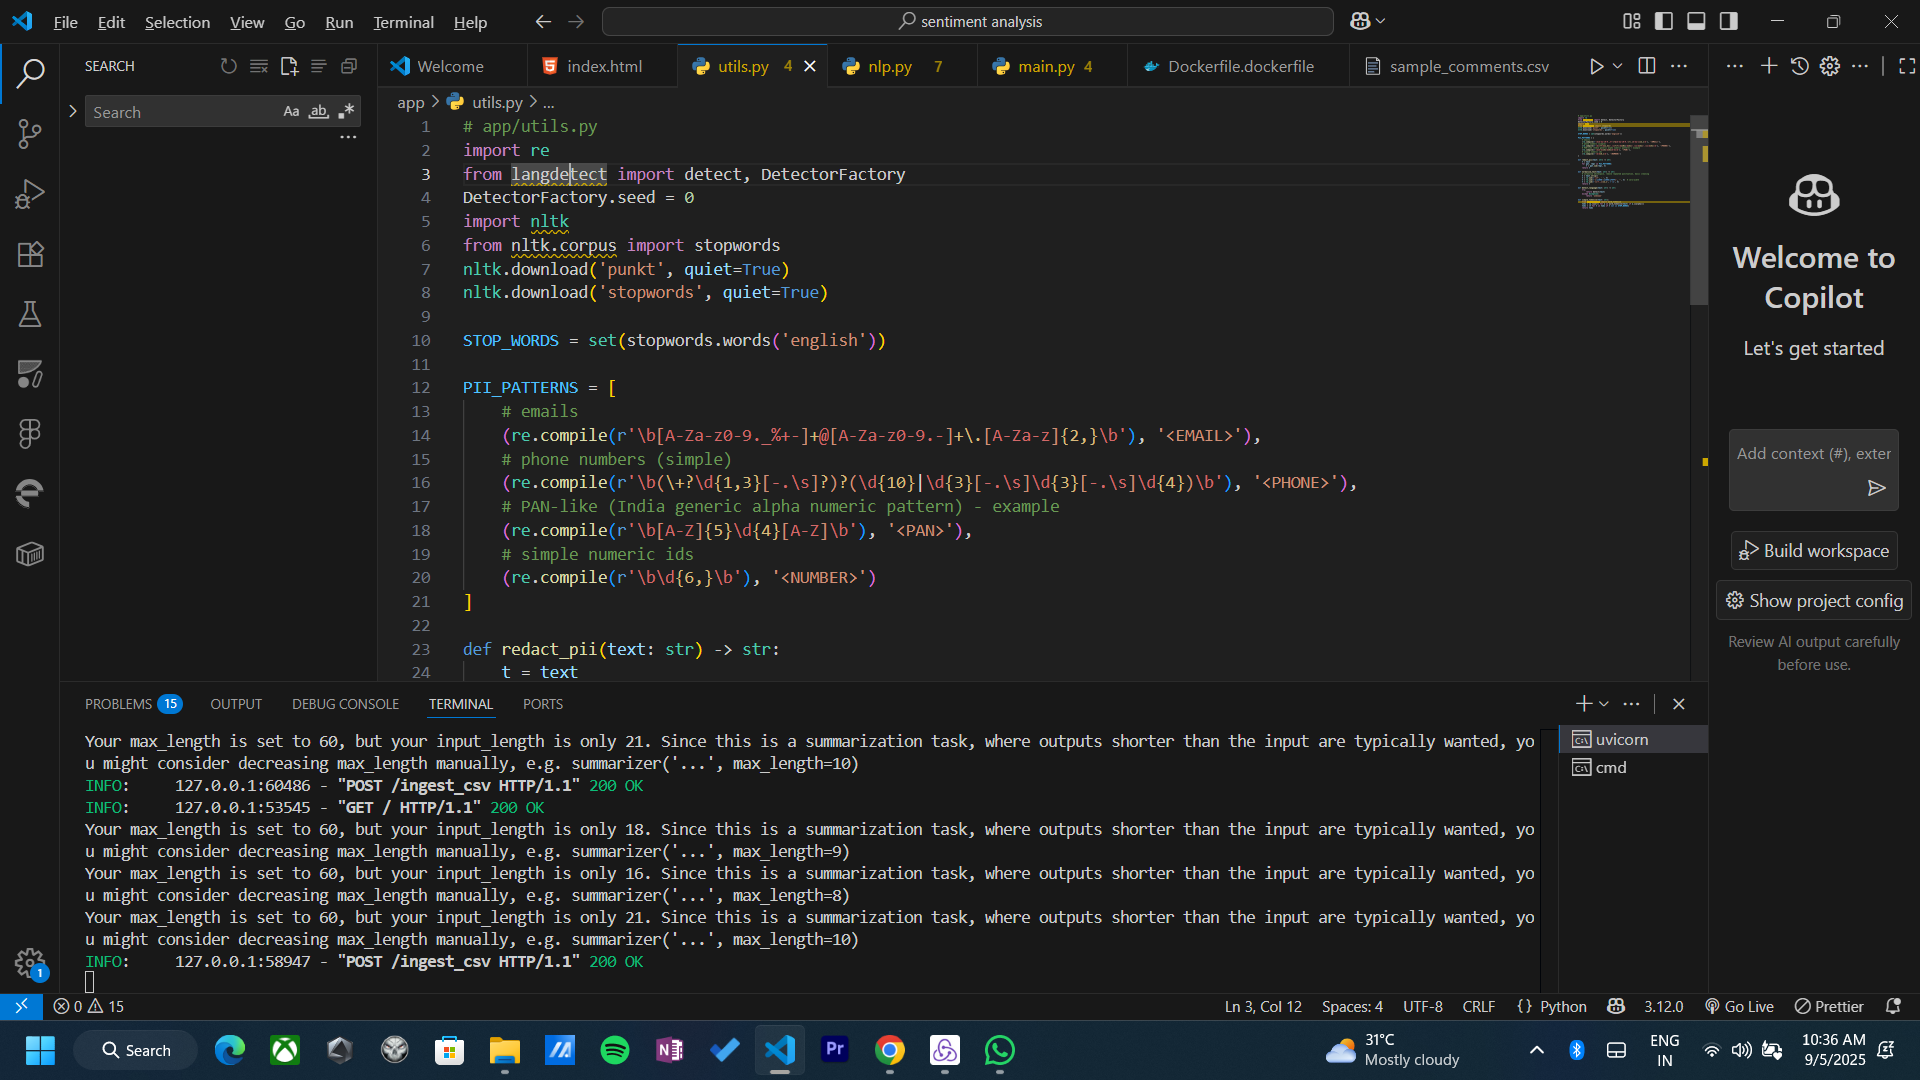 File Edit Selection View Go Run Terminal Help
sentiment analysis
SEARCH
Search
Aa ab .*
Welcome
index.html
utils.py 4
nlp.py 7
main.py 4
Dockerfile.dockerfile
sample_comments.csv
app > utils.py > ...
1 # app/utils.py
2 import re
3 from langdetect import detect, DetectorFactory
4 DetectorFactory.seed = 0
5 import nltk
6 from nltk.corpus import stopwords
7 nltk.download('punkt', quiet=True)
8 nltk.download('stopwords', quiet=True)
9
10 STOP_WORDS = set(stopwords.words('english'))
11
12 PII_PATTERNS = [
13 # emails
14 (re.compile(r'\b[A-Za-z0-9._%+-]+@[A-Za-z0-9.-]+\.[A-Za-z]{2,}\b'), '<EMAIL>'),
15 # phone numbers (simple)
16 (re.compile(r'\b(\+?\d{1,3}[-.\s]?)?(\d{10}|\d{3}[-.\s]\d{3}[-.\s]\d{4})\b'), '<PHONE>'),
17 # PAN-like (India generic alpha numeric pattern) - example
18 (re.compile(r'\b[A-Z]{5}\d{4}[A-Z]\b'), '<PAN>'),
19 # simple numeric ids
20 (re.compile(r'\b\d{6,}\b'), '<NUMBER>')
21 ]
22
23 def redact_pii(text: str) -> str:
24 t = text
Welcome to
Copilot
Let's get started
Add context (#), exter
Build workspace
Show project config
Review AI output carefully
before use.
PROBLEMS 15 OUTPUT DEBUG CONSOLE TERMINAL PORTS
Your max_length is set to 60, but your input_length is only 21. Since this is a summarization task, where outputs shorter than the input are typically wanted, yo
u might consider decreasing max_length manually, e.g. summarizer('...', max_length=10)
INFO: 127.0.0.1:60486 - "POST /ingest_csv HTTP/1.1" 200 OK
INFO: 127.0.0.1:53545 - "GET / HTTP/1.1" 200 OK
Your max_length is set to 60, but your input_length is only 18. Since this is a summarization task, where outputs shorter than the input are typically wanted, yo
u might consider decreasing max_length manually, e.g. summarizer('...', max_length=9)
Your max_length is set to 60, but your input_length is only 16. Since this is a summarization task, where outputs shorter than the input are typically wanted, yo
u might consider decreasing max_length manually, e.g. summarizer('...', max_length=8)
Your max_length is set to 60, but your input_length is only 21. Since this is a summarization task, where outputs shorter than the input are typically wanted, yo
u might consider decreasing max_length manually, e.g. summarizer('...', max_length=10)
INFO: 127.0.0.1:58947 - "POST /ingest_csv HTTP/1.1" 200 OK
uvicorn
cmd
1
0 15
Ln 3, Col 12 Spaces: 4 UTF-8 CRLF {} Python 3.12.0 Go Live Prettier
Search
Pr
31°C
Mostly cloudy
ENG
IN
10:36 AM
9/5/2025